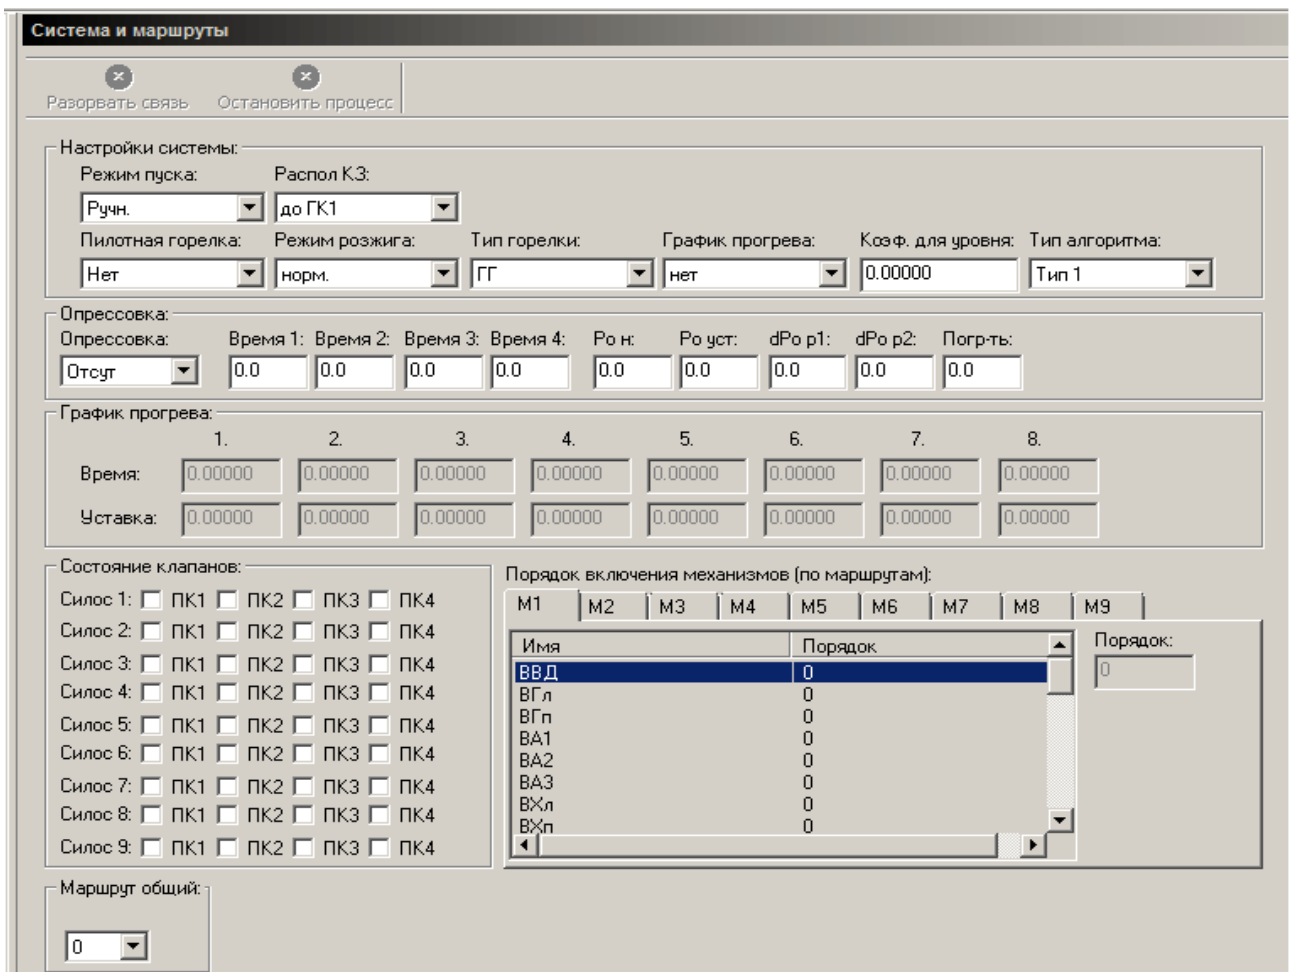 Система и маршруты
Разорвать связь Остановить процесс
Настройки системы:
Режим пуска: Распол КЗ:
Ручн. до ГК1
Пилотная горелка: Режим розжига: Тип горелки: График прогрева: Коэф. для уровня: Тип алгоритма:
Нет норм. ГГ нет 0.00000 Тип 1
Опрессовка:
Опрессовка: Время 1: Время 2: Время 3: Время 4: Ро н: Ро уст: dPo p1: dPo p2: Погр-ть:
Отсут 0.0 0.0 0.0 0.0 0.0 0.0 0.0 0.0 0.0
График прогрева:
1. 2. 3. 4. 5. 6. 7. 8.
Время: 0.00000 0.00000 0.00000 0.00000 0.00000 0.00000 0.00000 0.00000
Уставка: 0.00000 0.00000 0.00000 0.00000 0.00000 0.00000 0.00000 0.00000
Состояние клапанов:
Силос 1: ПК1 ПК2 ПК3 ПК4
Силос 2: ПК1 ПК2 ПК3 ПК4
Силос 3: ПК1 ПК2 ПК3 ПК4
Силос 4: ПК1 ПК2 ПК3 ПК4
Силос 5: ПК1 ПК2 ПК3 ПК4
Силос 6: ПК1 ПК2 ПК3 ПК4
Силос 7: ПК1 ПК2 ПК3 ПК4
Силос 8: ПК1 ПК2 ПК3 ПК4
Силос 9: ПК1 ПК2 ПК3 ПК4
Порядок включения механизмов (по маршрутам):
М1 М2 М3 М4 М5 М6 М7 М8 М9
Имя Порядок
ВВД 0
ВГл 0
ВГп 0
ВА1 0
ВА2 0
ВА3 0
ВХл 0
ВХп 0
Порядок:
0
Маршрут общий:
0